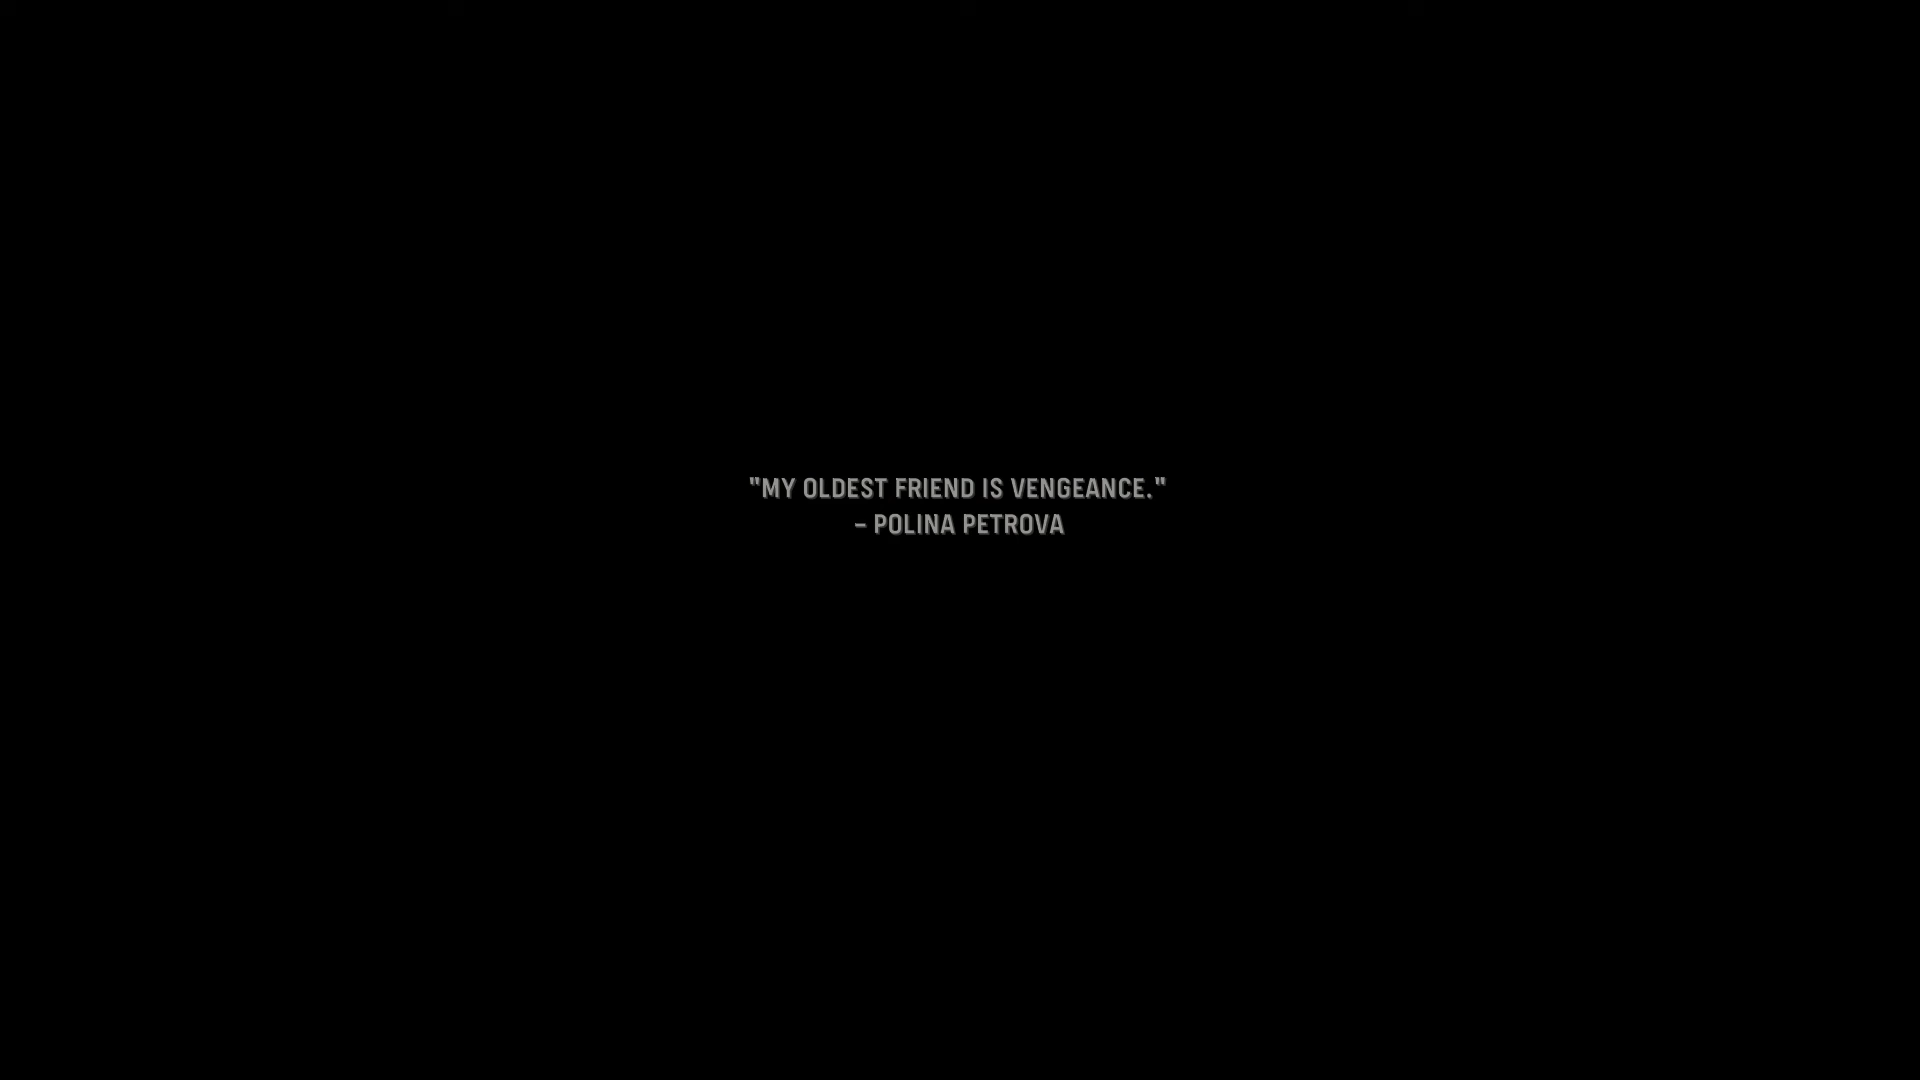 "MY OLDEST FRIEND IS VENGEANCE."
– POLINA PETROVA